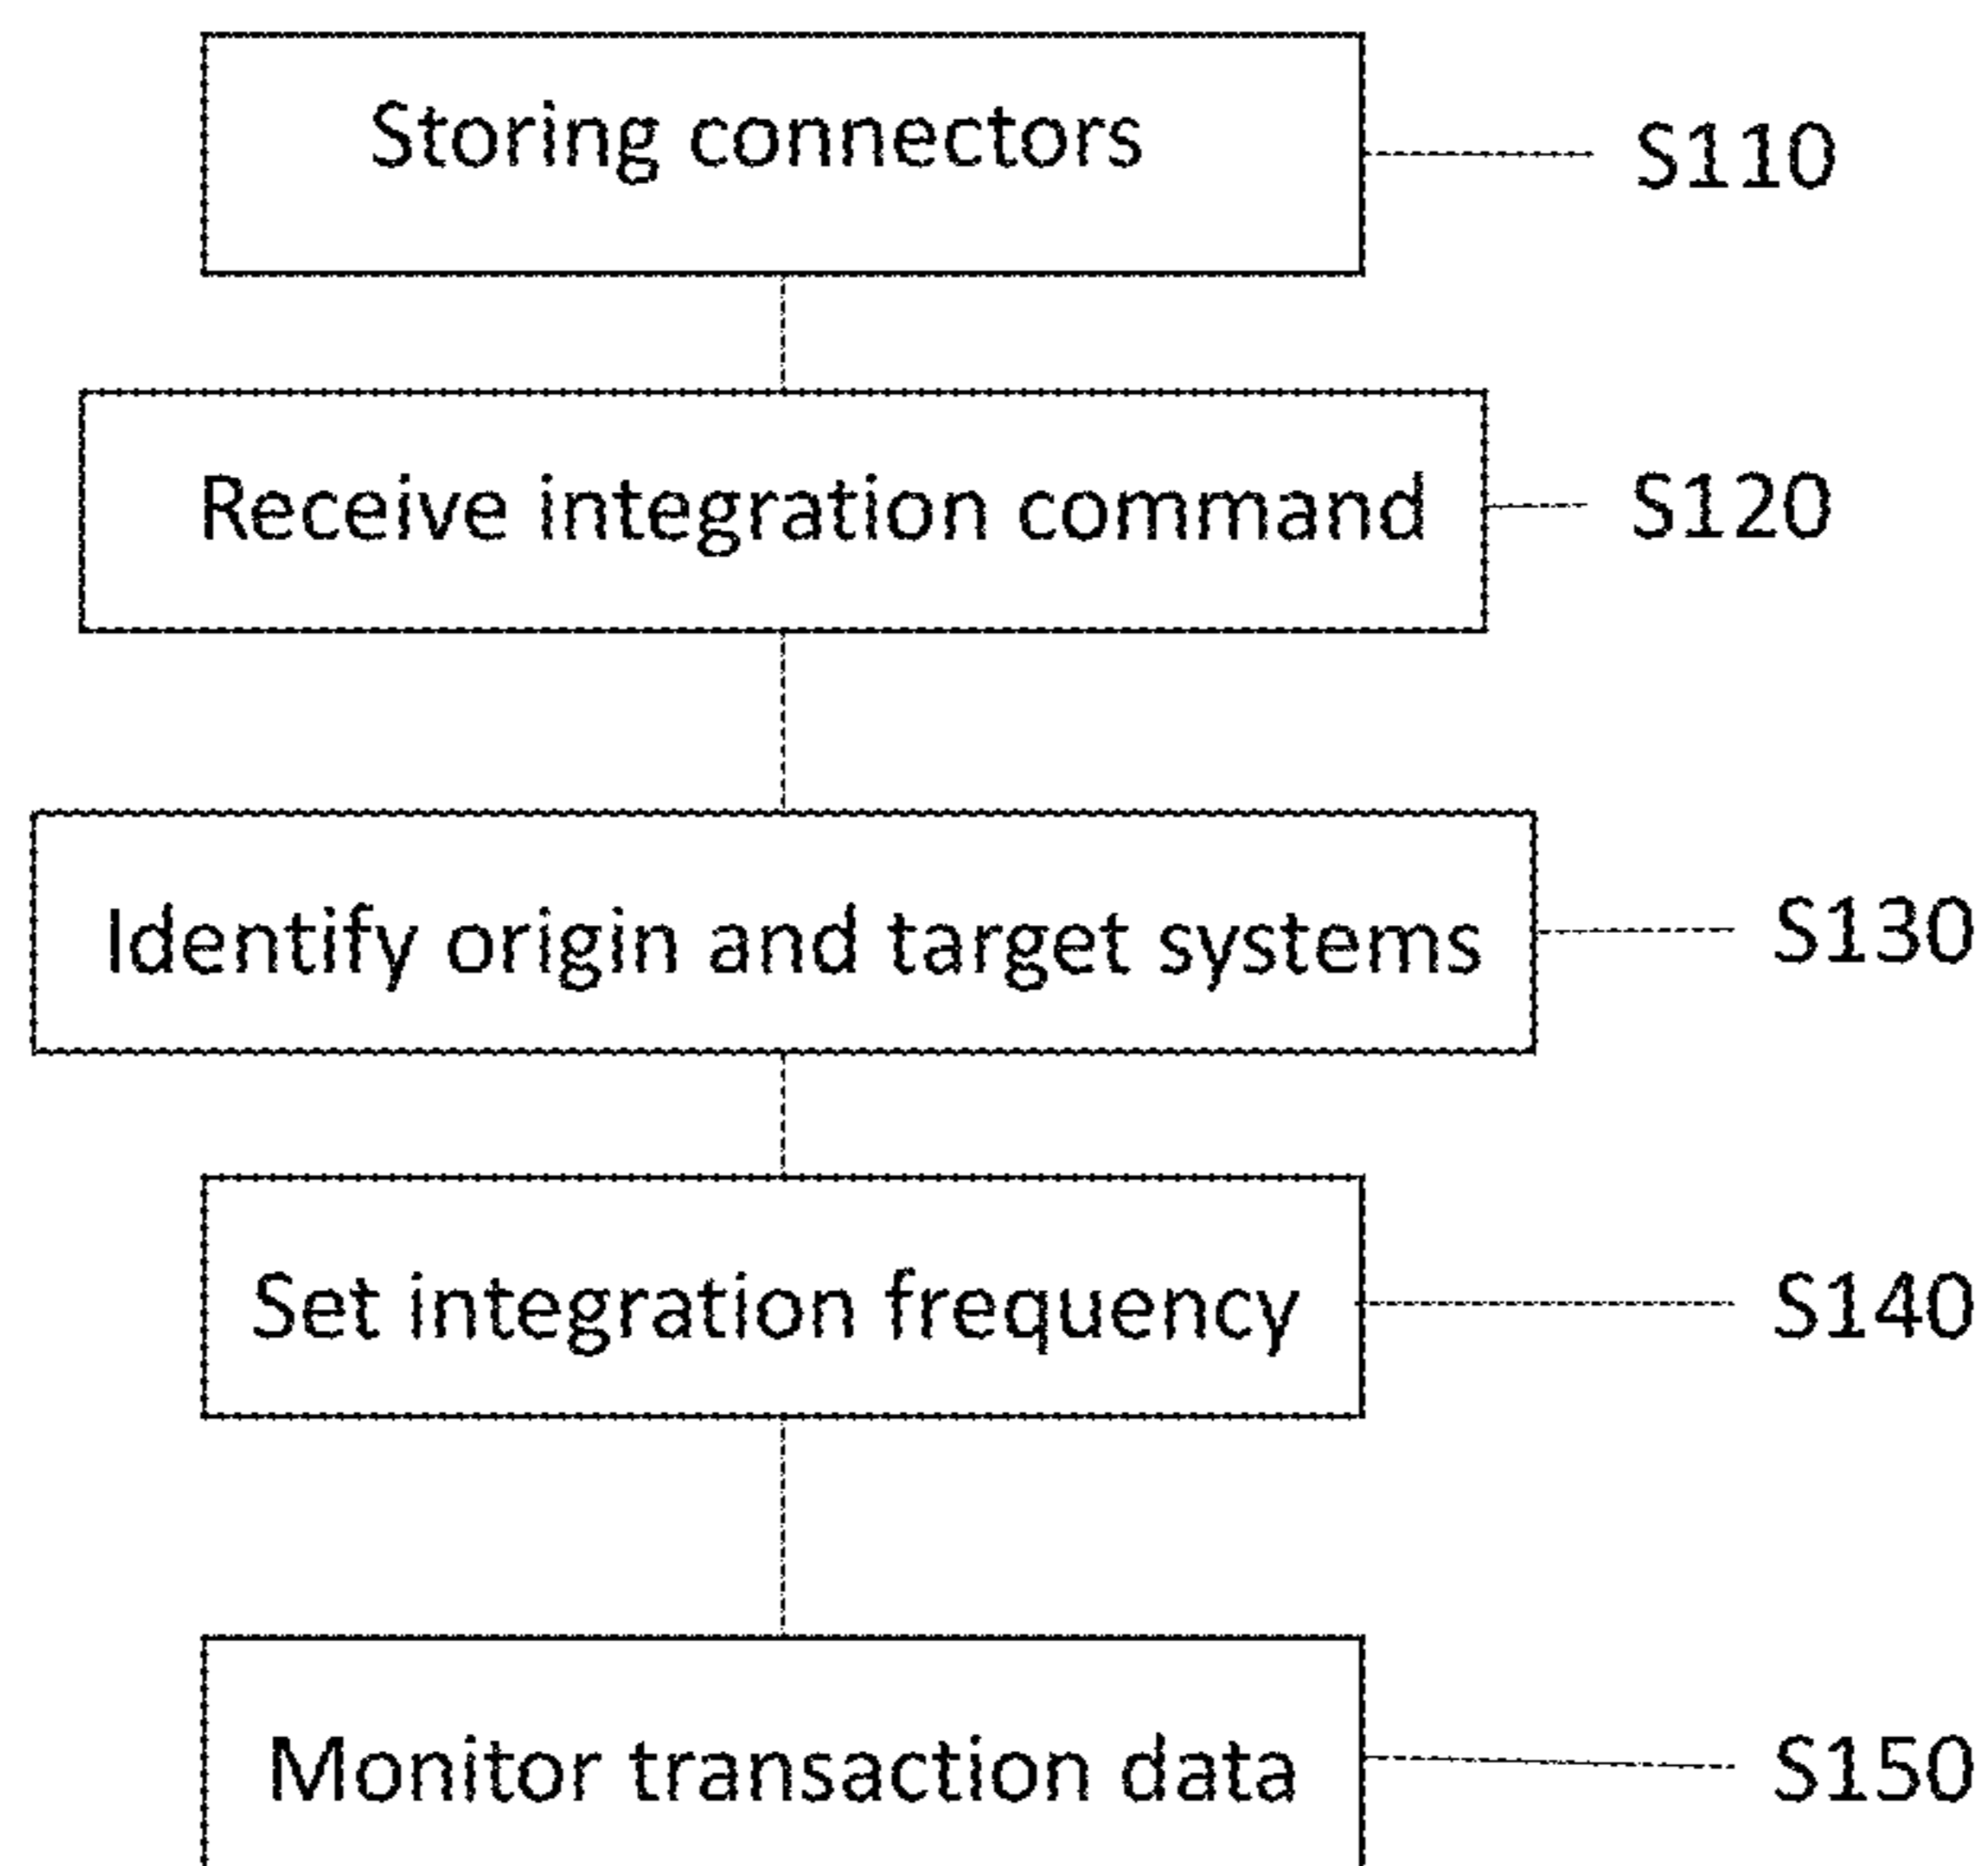 Storing connectors S110
Receive integration command S120
Identify origin and target systems S130
Set integration frequency S140
Monitor transaction data S150